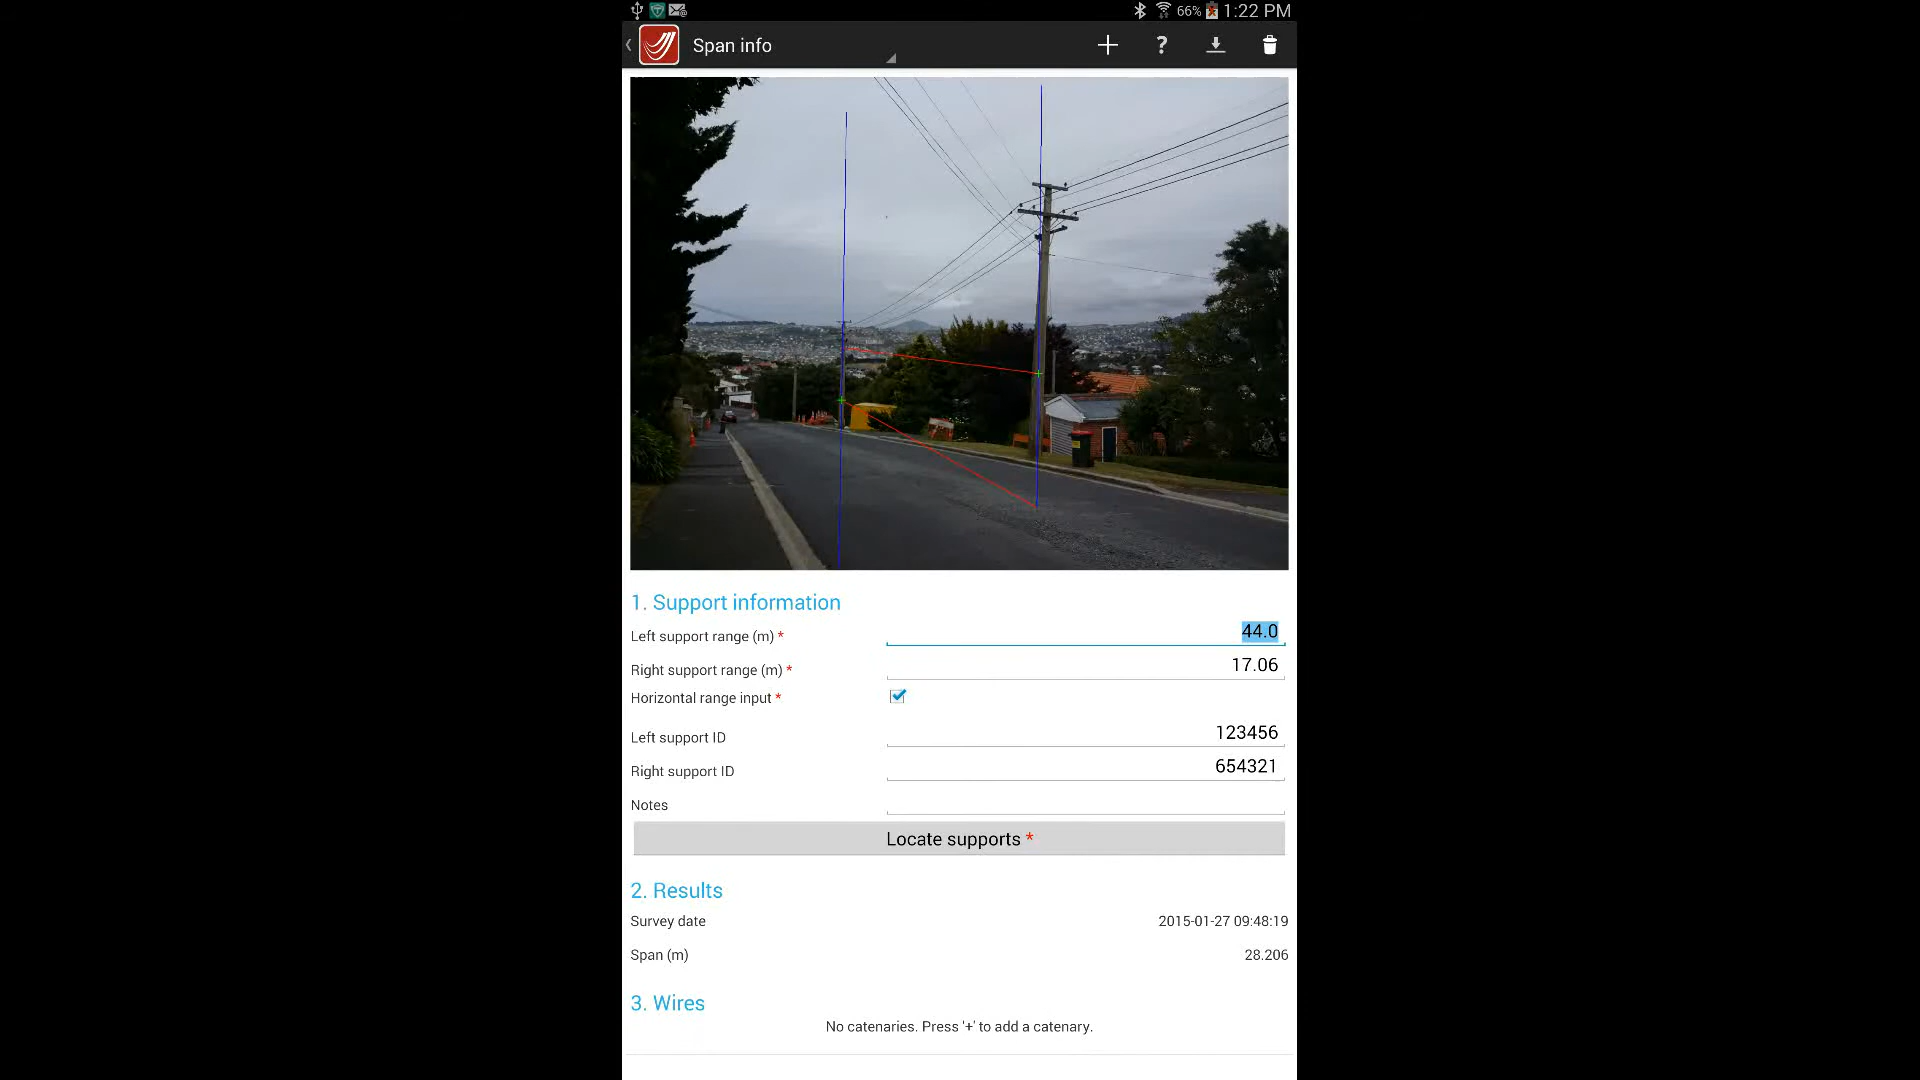 66% 1:22 PM
Span info
?
1. Support information
Left support range (m) * 44.0
Right support range (m) * 17.06
Horizontal range input *
Left support ID 123456
Right support ID 654321
Notes
Locate supports *
2. Results
Survey date 2015-01-27 09:48:19
Span (m) 28.206
3. Wires
No catenaries. Press '+' to add a catenary.